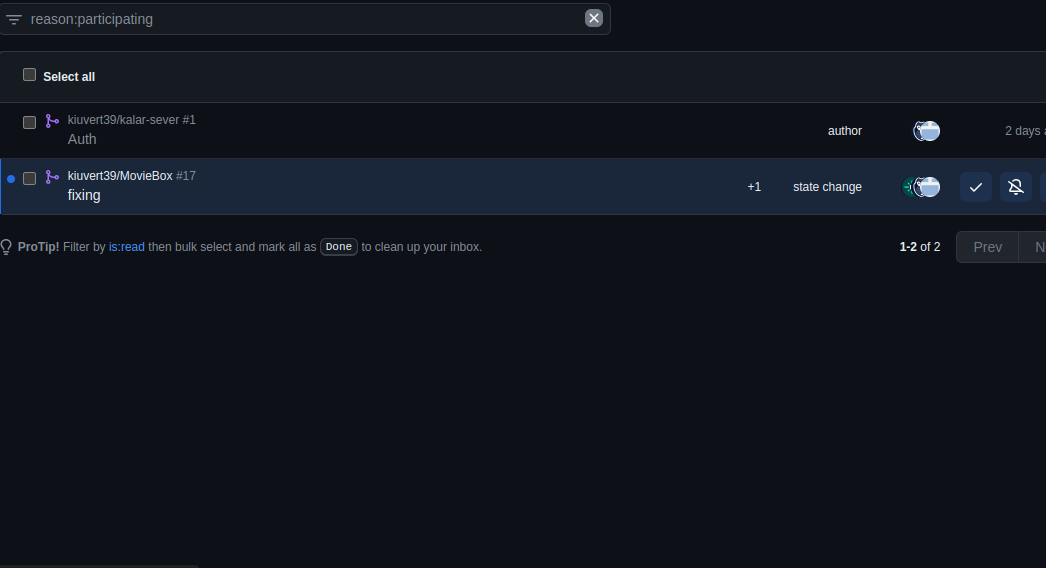 reason:participating
Select all
kiuvert39/kalar-sever #1
Auth
author
2 days
kiuvert39/MovieBox #17
fixing
+1
state change
ProTip! Filter by is:read then bulk select and mark all as Done to clean up your inbox.
1-2 of 2
Prev